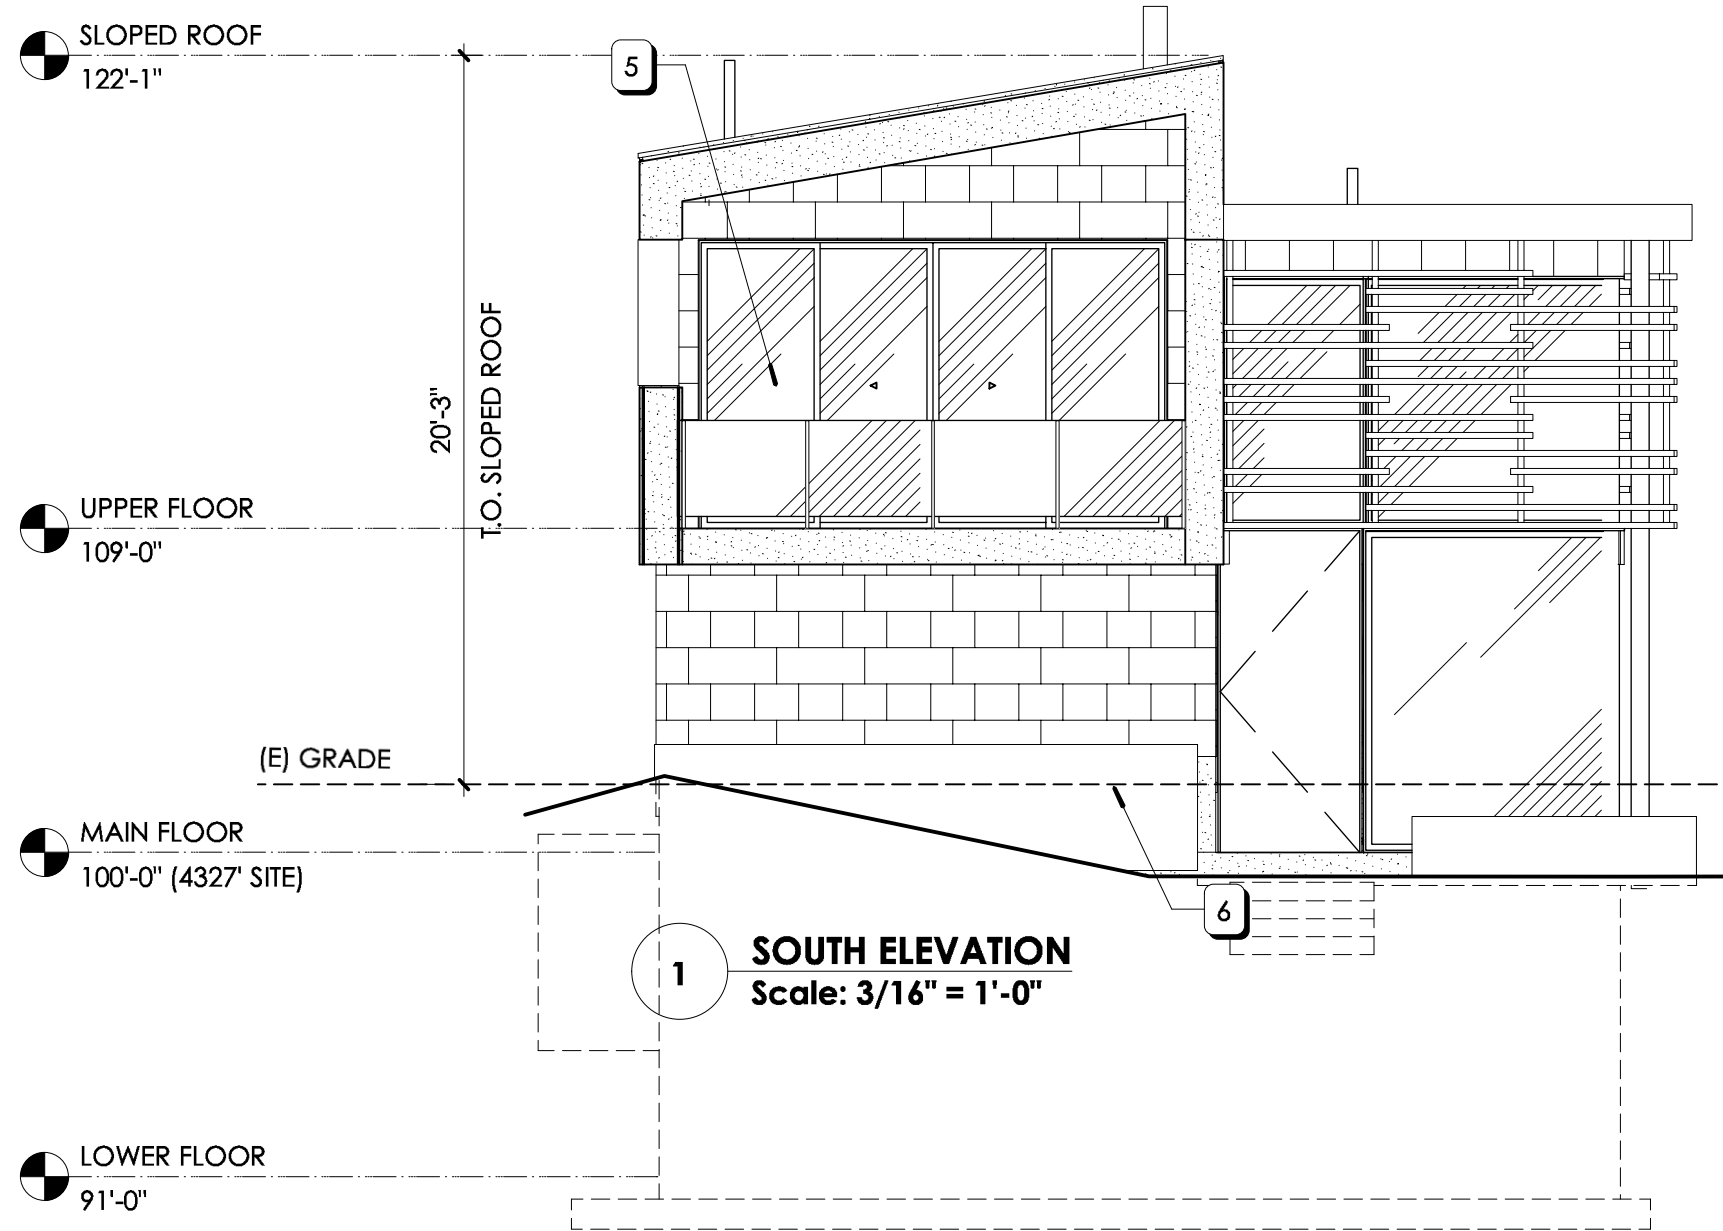 SLOPED ROOF
122'-1"
5
20'-3"
T.O. SLOPED ROOF
UPPER FLOOR
109'-0"
(E) GRADE
MAIN FLOOR
100'-0" (4327' SITE)
6
1
SOUTH ELEVATION
Scale: 3/16" = 1'-0"
LOWER FLOOR
91'-0"